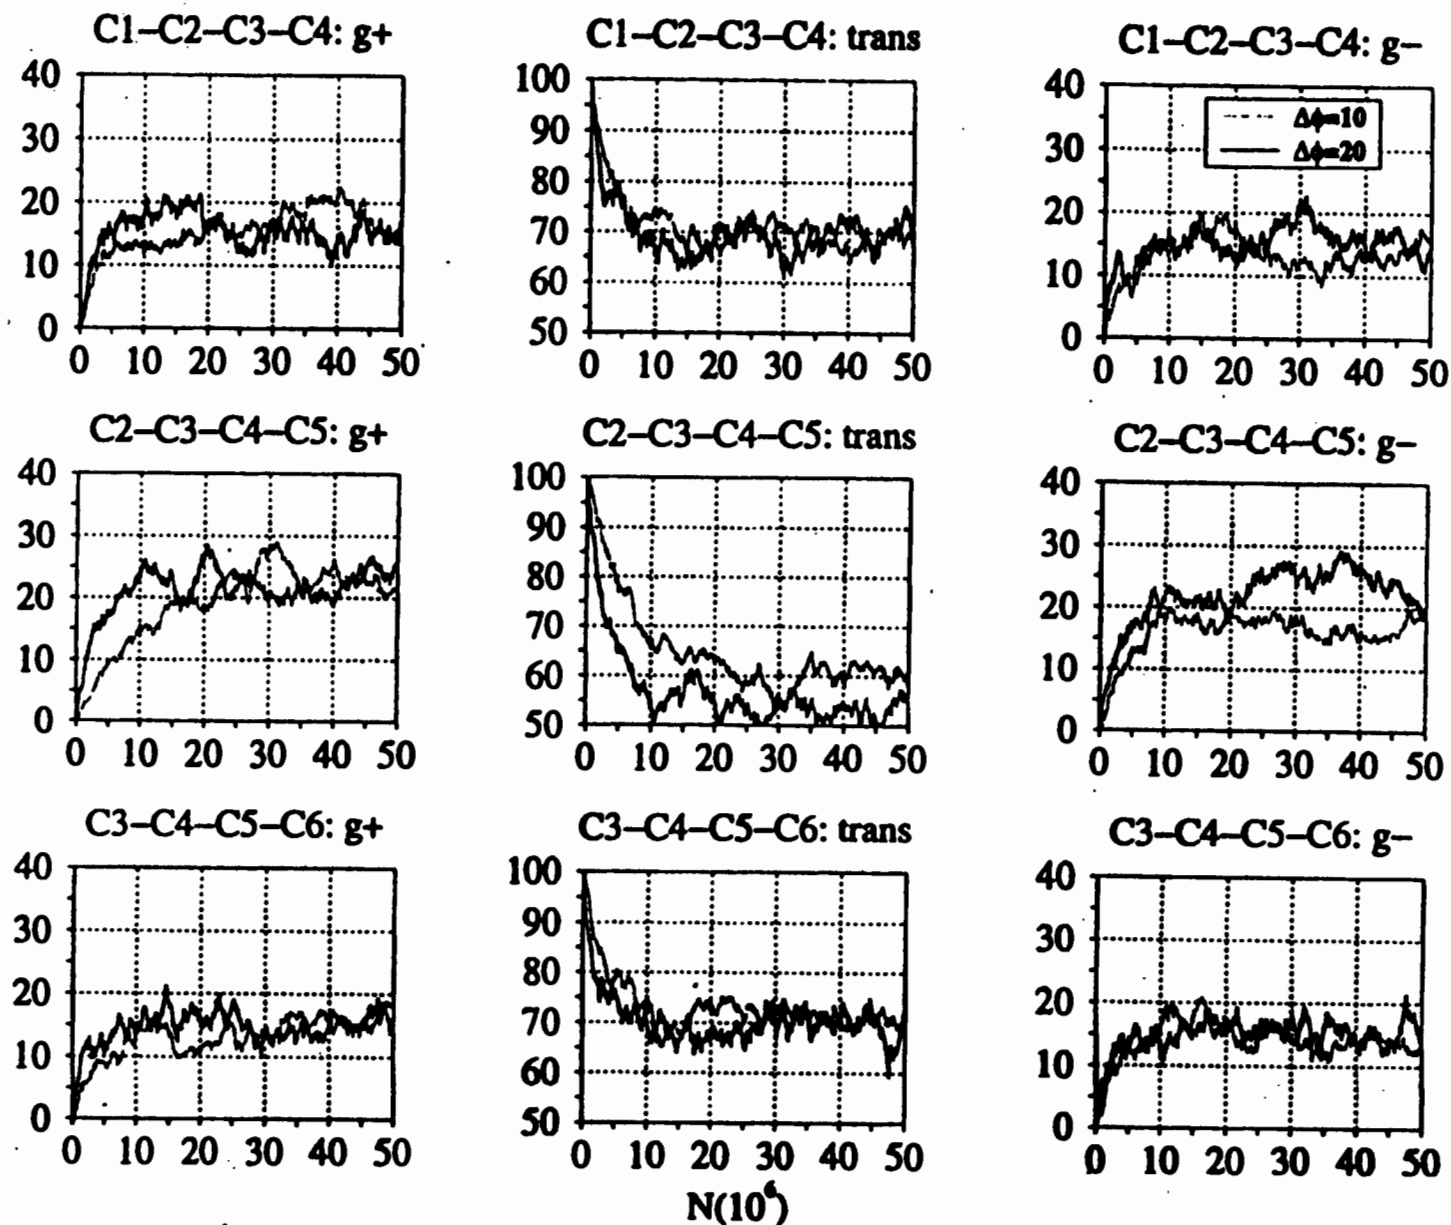 C1–C2–C3–C4: g+
40
30
20
10
0
0 10 20 30 40 50
C1–C2–C3–C4: trans
100
90
80
70
60
50
0 10 20 30 40 50
C1–C2–C3–C4: g–
40
30
20
10
0
Δϕ=10
Δϕ=20
0 10 20 30 40 50
C2–C3–C4–C5: g+
40
30
20
10
0
0 10 20 30 40 50
C2–C3–C4–C5: trans
100
90
80
70
60
50
0 10 20 30 40 50
C2–C3–C4–C5: g–
40
30
20
10
0
0 10 20 30 40 50
C3–C4–C5–C6: g+
40
30
20
10
0
0 10 20 30 40 50
C3–C4–C5–C6: trans
100
90
80
70
60
50
0 10 20 30 40 50
N(10⁶)
C3–C4–C5–C6: g–
40
30
20
10
0
0 10 20 30 40 50